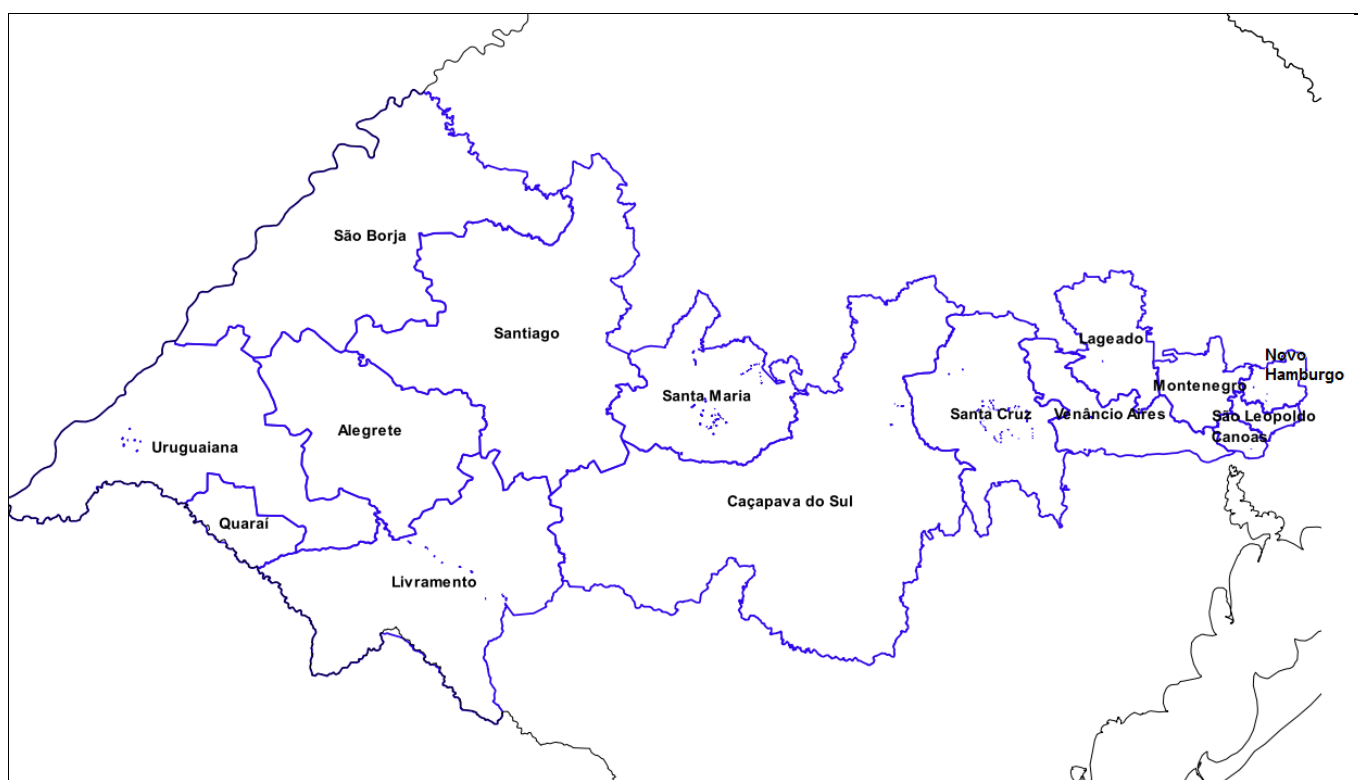 São Borja
Santiago
Lageado
Novo
Hamburgo
Montenegro
Santa Maria
Santa Cruz
Venâncio Aires
São Leopoldo
Alegrete
Canoas
Uruguaiana
Caçapava do Sul
Quaraí
Livramento